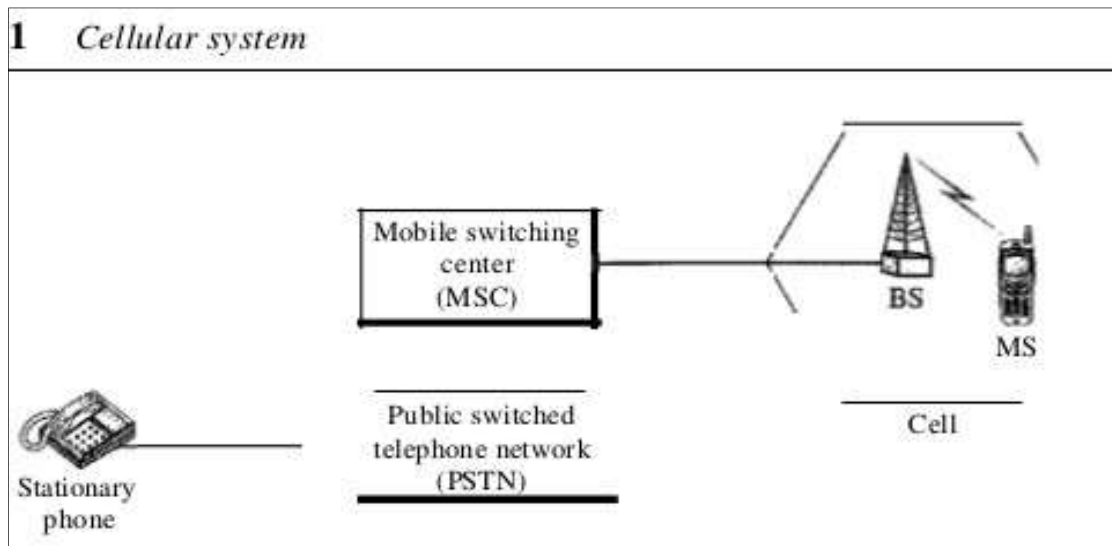 1 Cellular system
Mobile switching
center
(MSC)
BS
MS
Public switched
telephone network
(PSTN)
Cell
Stationary
phone